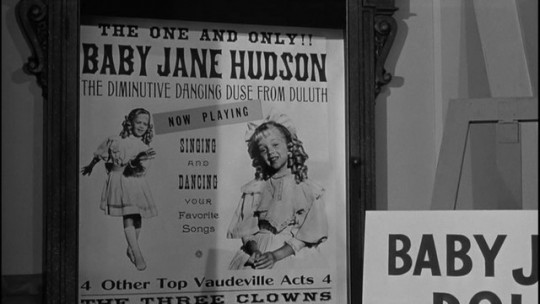 THE ONE AND ONLY!!
BABY JANE HUDSON
THE DIMINUTIVE DANCING DUSE FROM DULUTH
NOW PLAYING
SINGING
AND
DANCING
YOUR
Favorite
Songs
4 Other Top Vaudeville Acts 4
THE THREE CLOWNS
BABY J
DOL